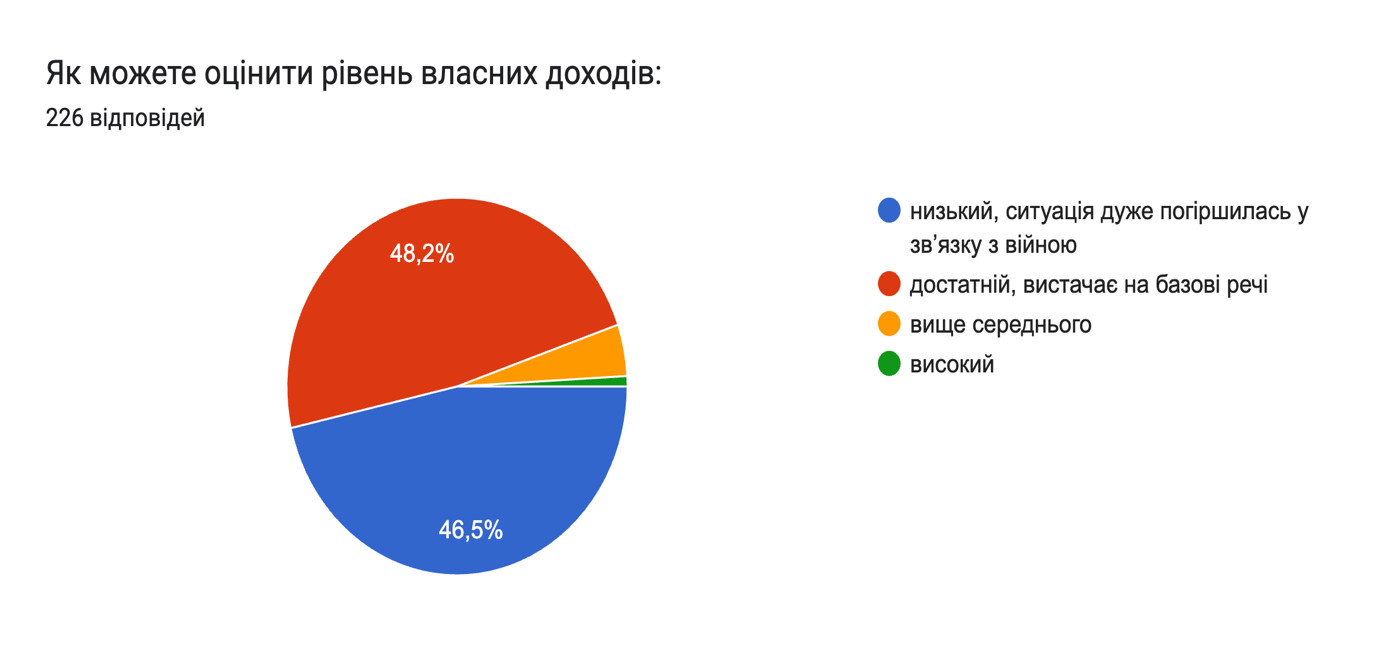 Як можете оцінити рівень власних доходів:
226 відповідей
48,2%
46,5%
низький, ситуація дуже погіршилась у
зв’язку з війною
достатній, вистачає на базові речі
вище середнього
високий